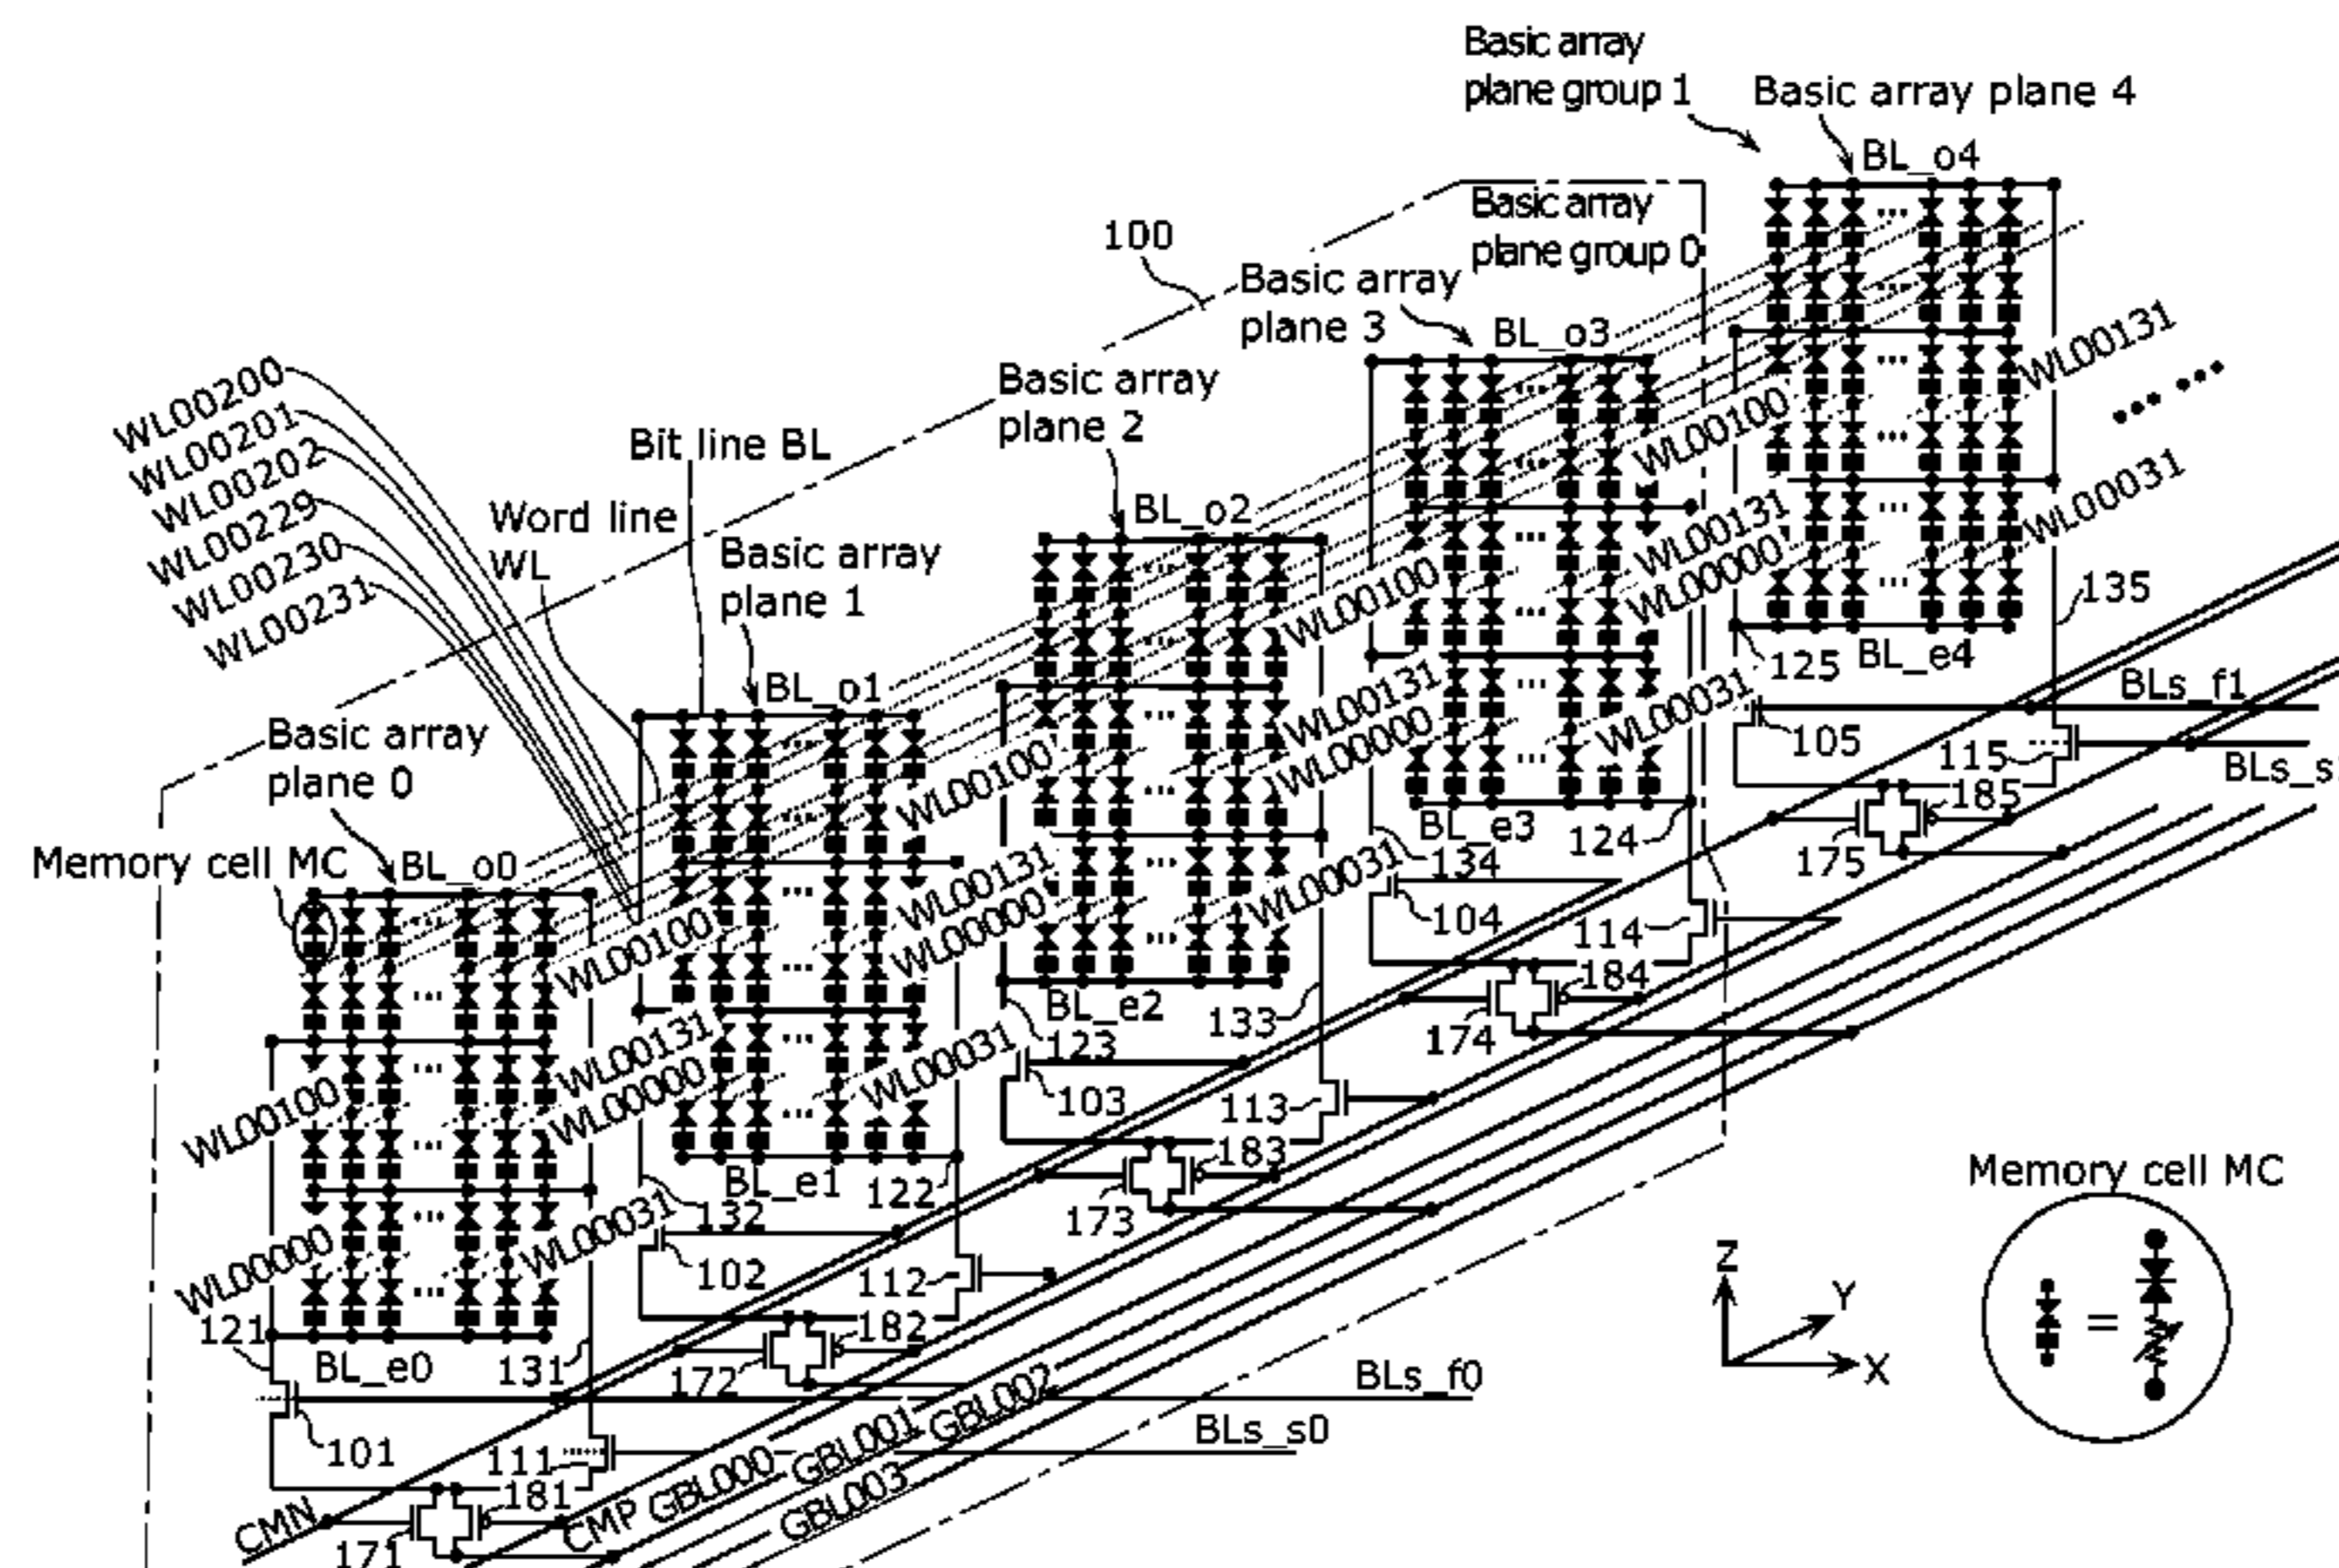 Basic array
plane group 1
Basic array plane 4
BL_o4
Basic array
plane group 0
100
Basic array
plane 3
BL_o3
WL00131
Basic array
plane 2
WL00100
WL00200
WL00201
WL00202
WL00229
WL00230
WL00231
Bit line BL
Word line
WL
BL_o2
WL00131
WL00031
WL00000
Basic array
plane 1
WL00100
135
125
BL_e4
BL_o1
WL00131
WL00000
WL00031
BLs_f1
105
115
BLs_s
Basic array
plane 0
WL00100
185
175
BL_e3
124
134
Memory cell MC
BL_o0
WL00131
WL00000
WL00031
104
114
WL00100
184
174
BL_e2
133
123
WL00131
WL00000
WL00031
103
113
WL00100
183
173
BL_e1
122
132
Memory cell MC
WL00000
WL00031
102
112
Z
Y
X
=
121
182
172
BL_e0
131
BLs_f0
BLs_s0
101
111
181
171
CMN
CMP
GBL000
GBL001
GBL002
GBL003